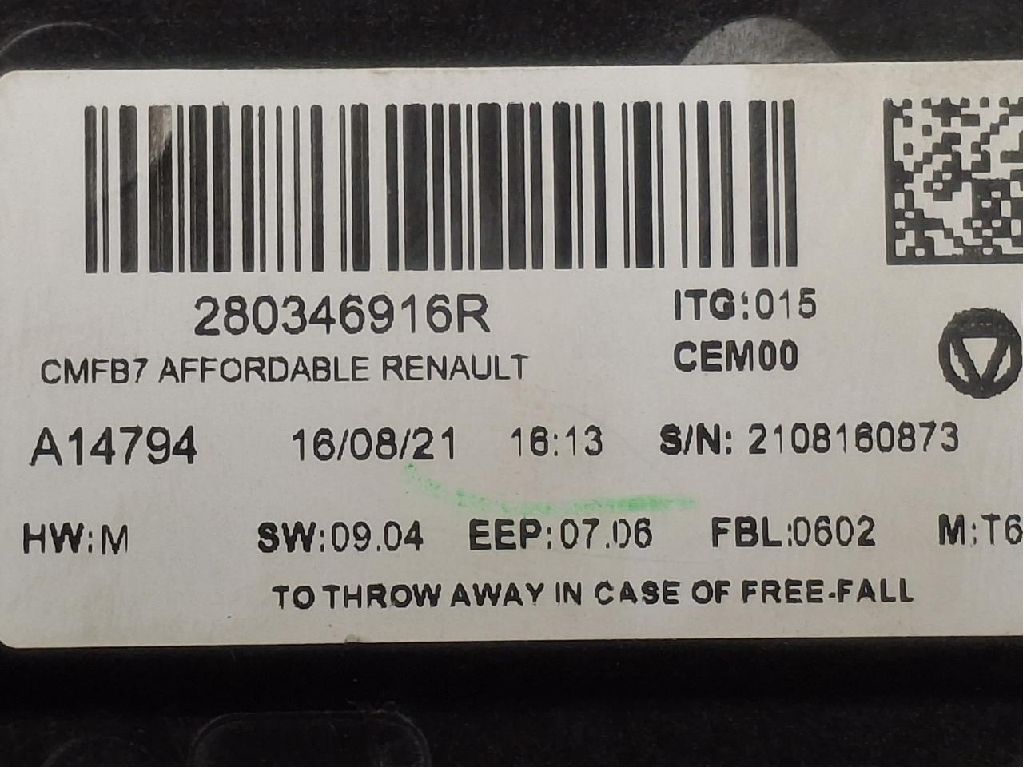 280346916R
ITG:015
CMFB7 AFFORDABLE RENAULT
CEM00
A14794 16/08/21 16:13 S/N: 2108160873
HW:M SW:09.04 EEP:07.06 FBL:0602 M:T6
TO THROW AWAY IN CASE OF FREE-FALL